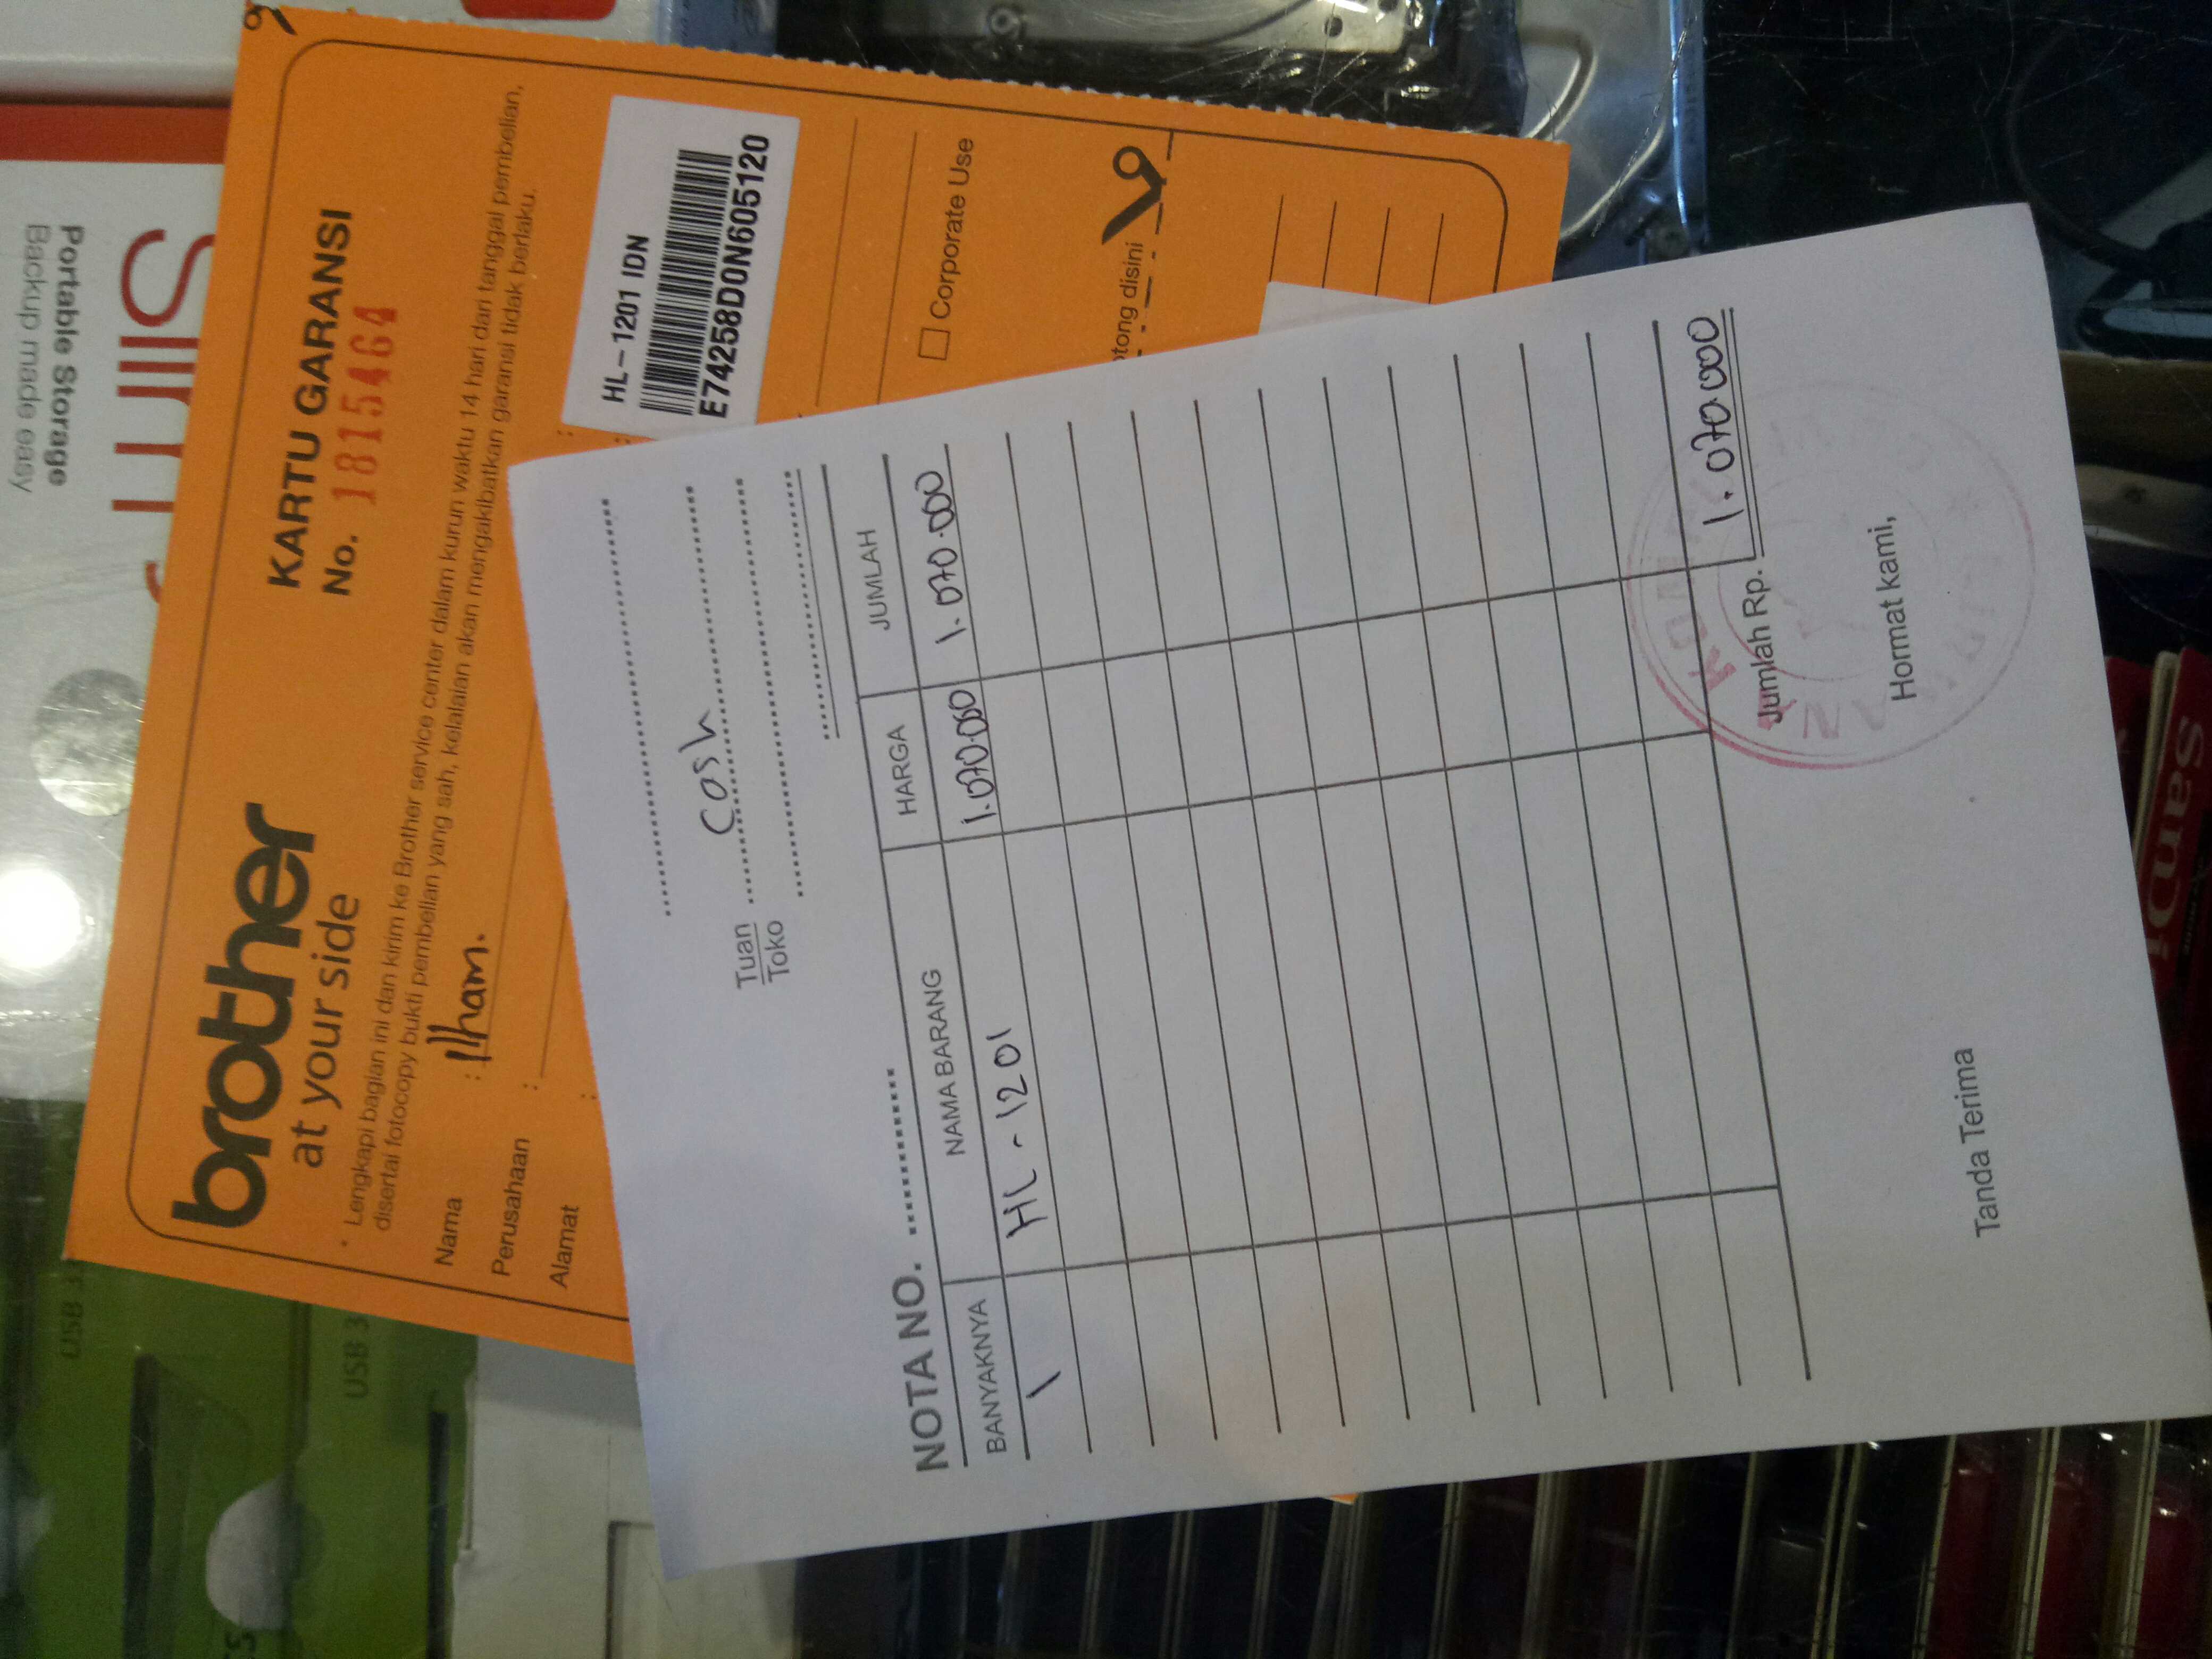 Portable Storage
Backup made easy
brother
at your side
KARTU GARANSI
No. 1815464
* Lengkapi bagian ini dan kirim ke Brother service center dalam kurun waktu 14 hari dari tanggal pembelian,
disertai fotocopy bukti pembelian yang sah, kelalaian akan mengakibatkan garansi tidak berlaku.
Nama : Ilham.
Perusahaan :
Alamat :
HL-1201 IDN
E74258D0N605120
Corporate Use
tong disini
Cash
Tuan
Toko
NOTA NO.
BANYAKNYA NAMA BARANG HARGA JUMLAH
1 HL - 1201 1.070.000 1.070.000
Jumlah Rp. 1.070.000
Tanda Terima Hormat kami,
USB 3
USB 3
SanDi